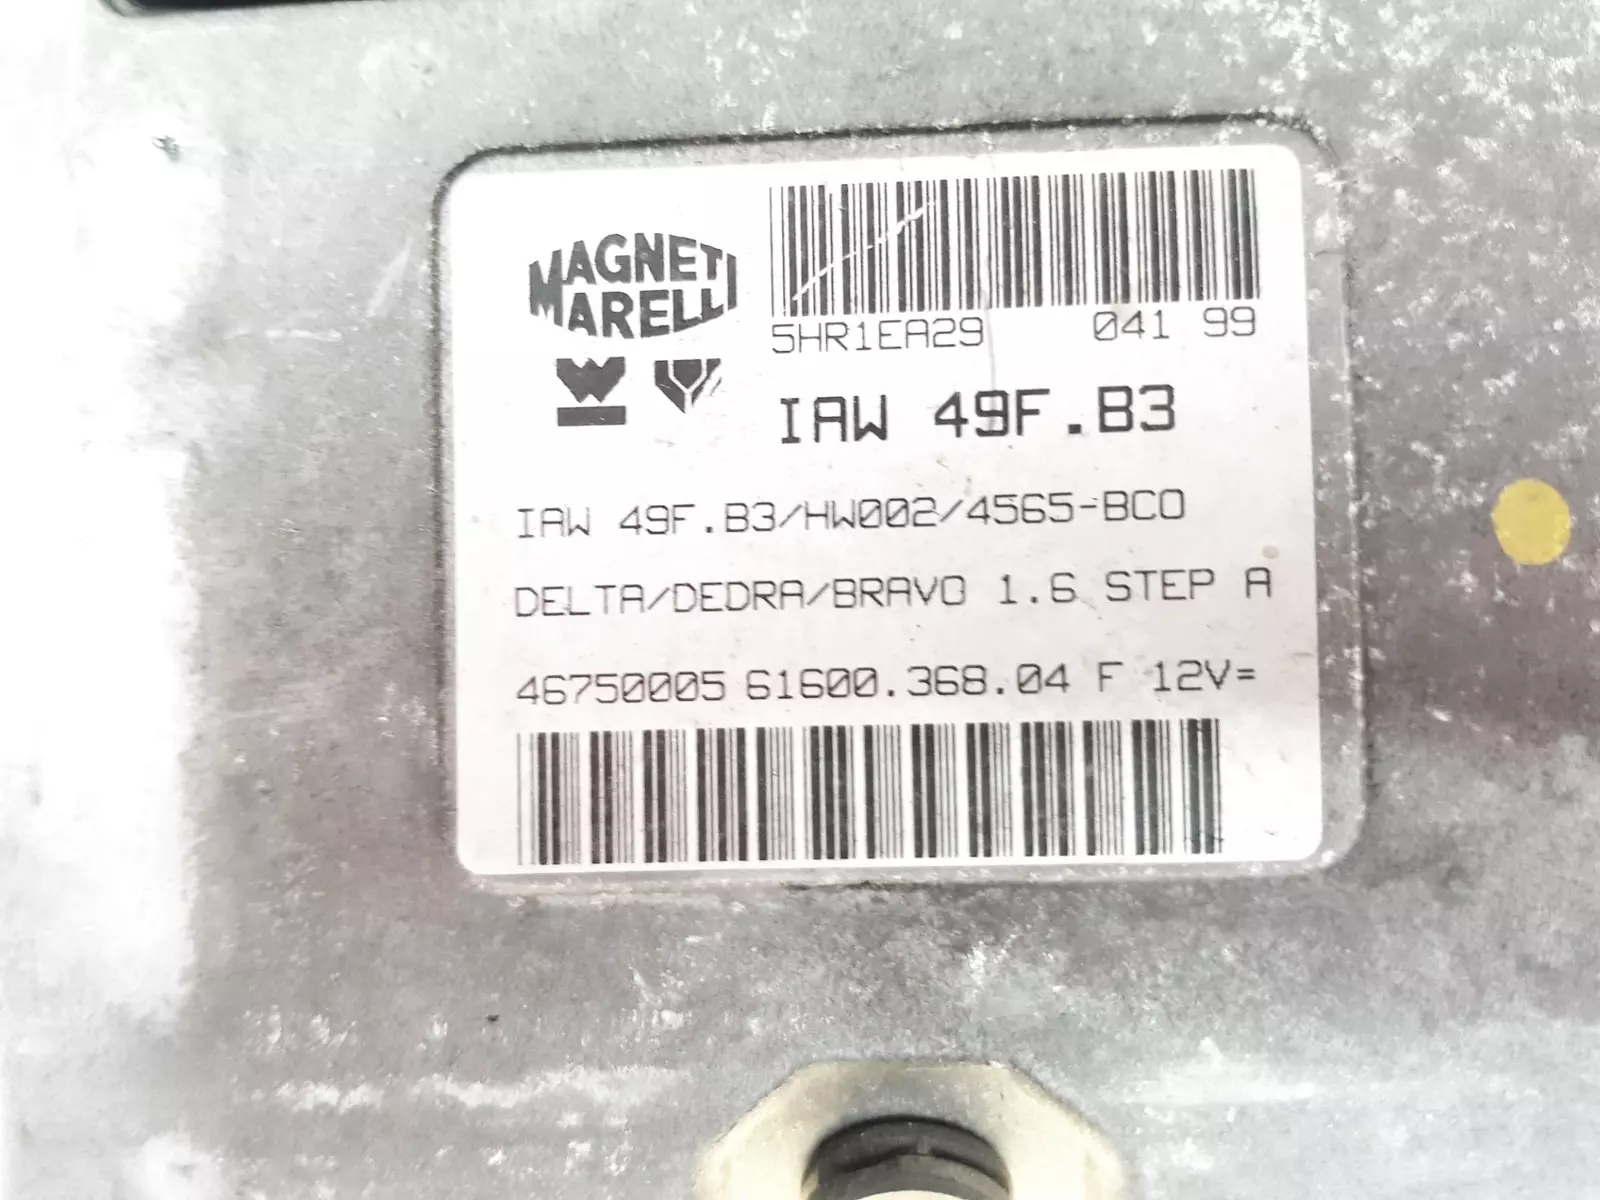 MAGNETI
MARELLI
5HR1EA29 041 99
IAW 49F.B3
IAW 49F.B3/HW002/4565-BCO
DELTA/DEDRA/BRAVO 1.6 STEP A
46750005 61600.368.04 F 12V=